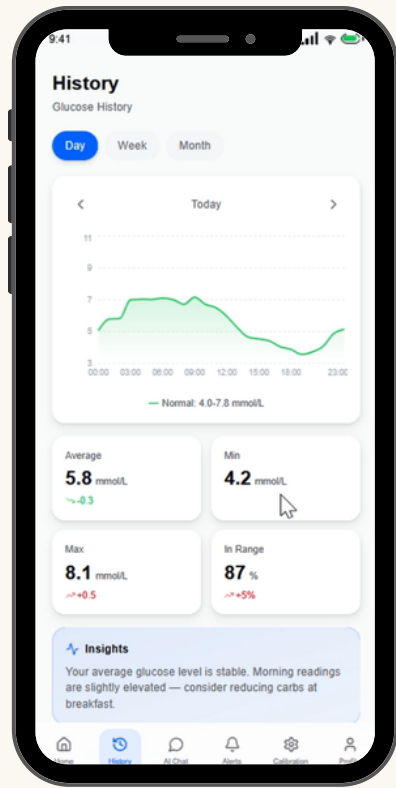 9:41
History
Glucose History
Day Week Month
Today
11
9
7
5
3
00:00 03:00 06:00 09:00 12:00 15:00 18:00 23:00
Normal: 4.0-7.8 mmol/L
Average
5.8 mmol/L
-0.3
Min
4.2 mmol/L
Max
8.1 mmol/L
+0.5
In Range
87 %
+5%
Insights
Your average glucose level is stable. Morning readings
are slightly elevated — consider reducing carbs at
breakfast.
Home History AI Chat Alerts Calibration